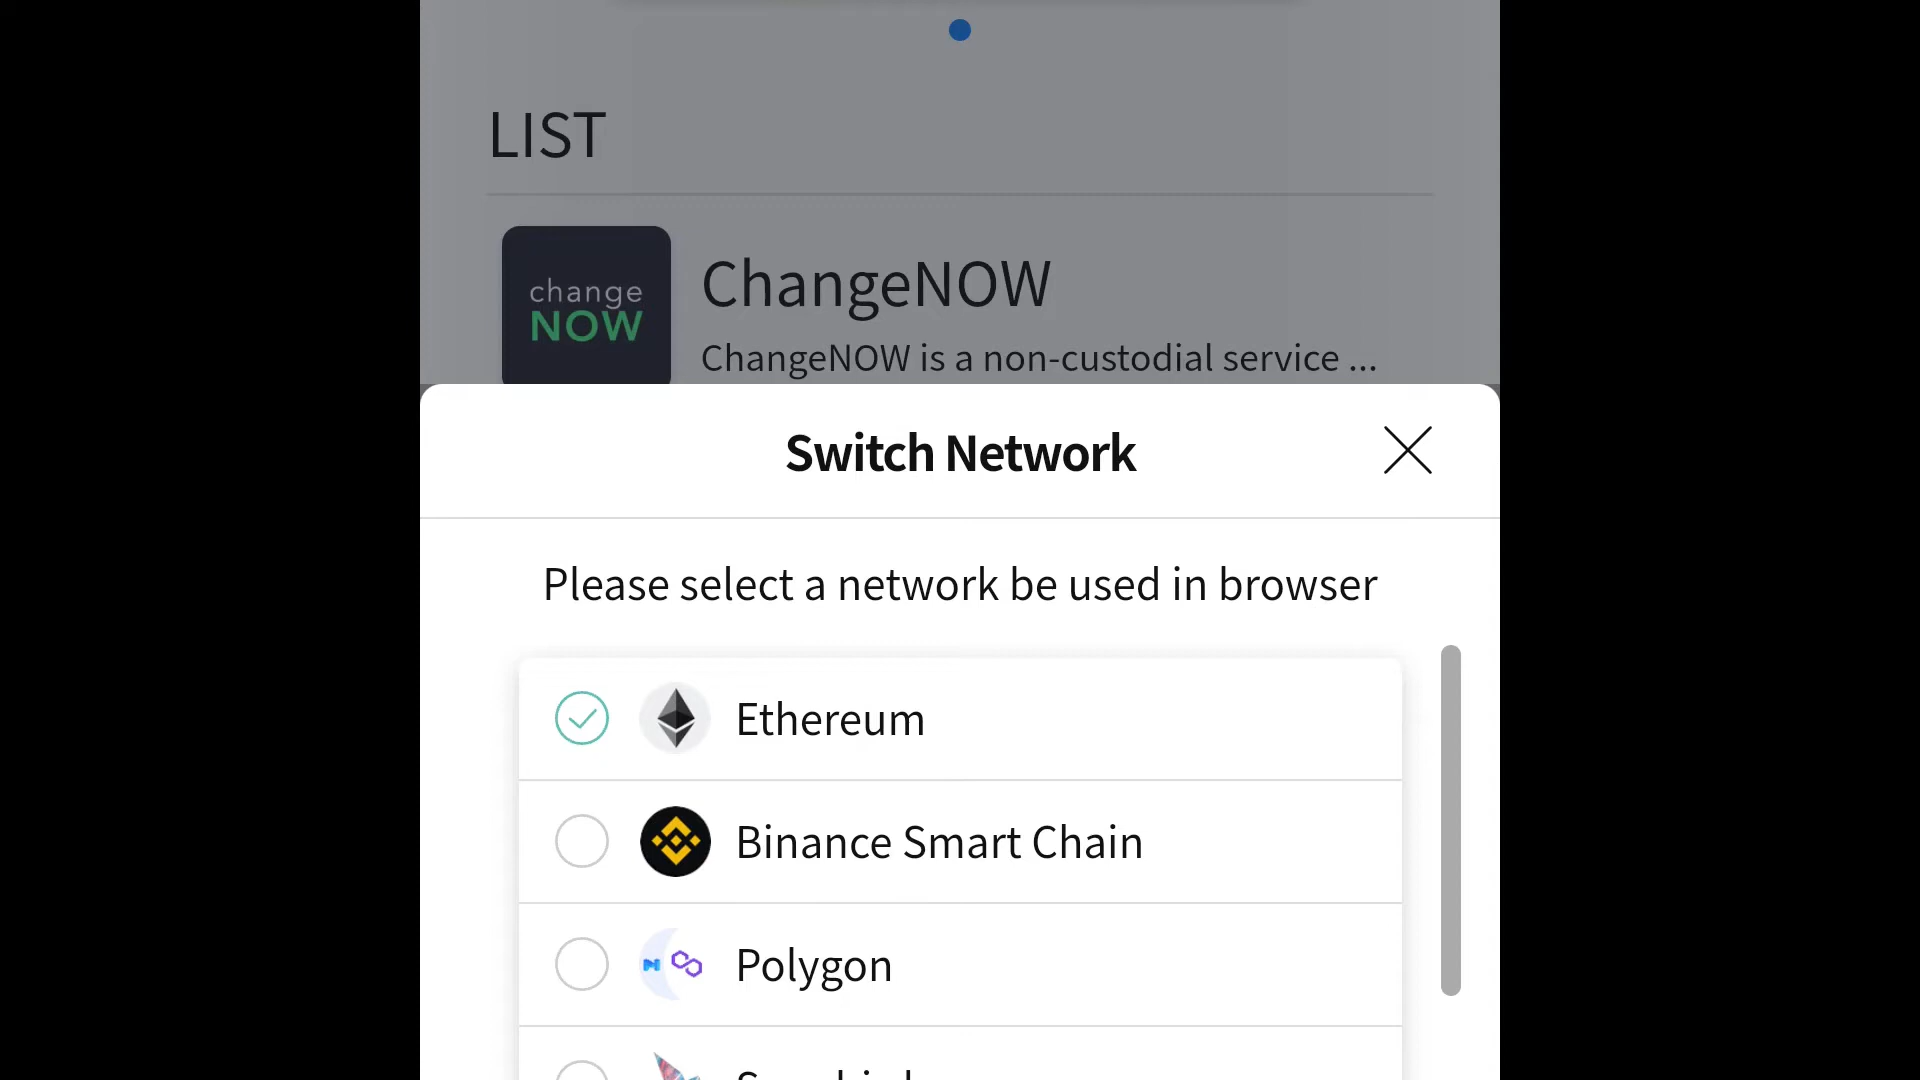 LIST
change
NOW
ChangeNOW
ChangeNOW is a non-custodial service ...
Switch Network
Please select a network be used in browser
Ethereum
Binance Smart Chain
Polygon